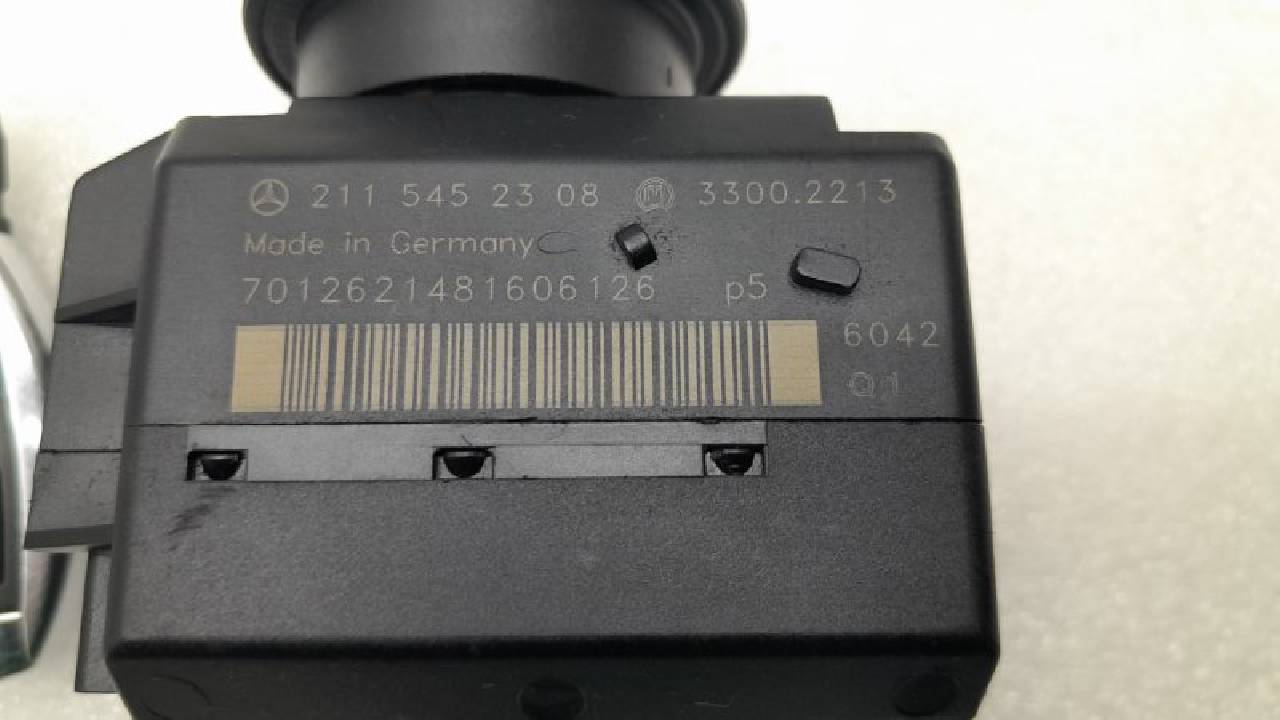 211 545 23 08 3300.2213
Made in Germany
7012621481606126 p5
6042